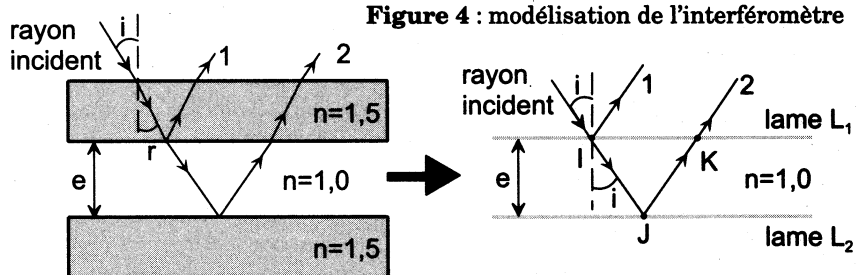 Figure 4 : modélisation de l'interféromètre
rayon
incident
i
1
2
n=1,5
r
e
n=1,0
n=1,5
rayon
incident
i
1
2
lame L₁
I
K
e
i
n=1,0
J
lame L₂